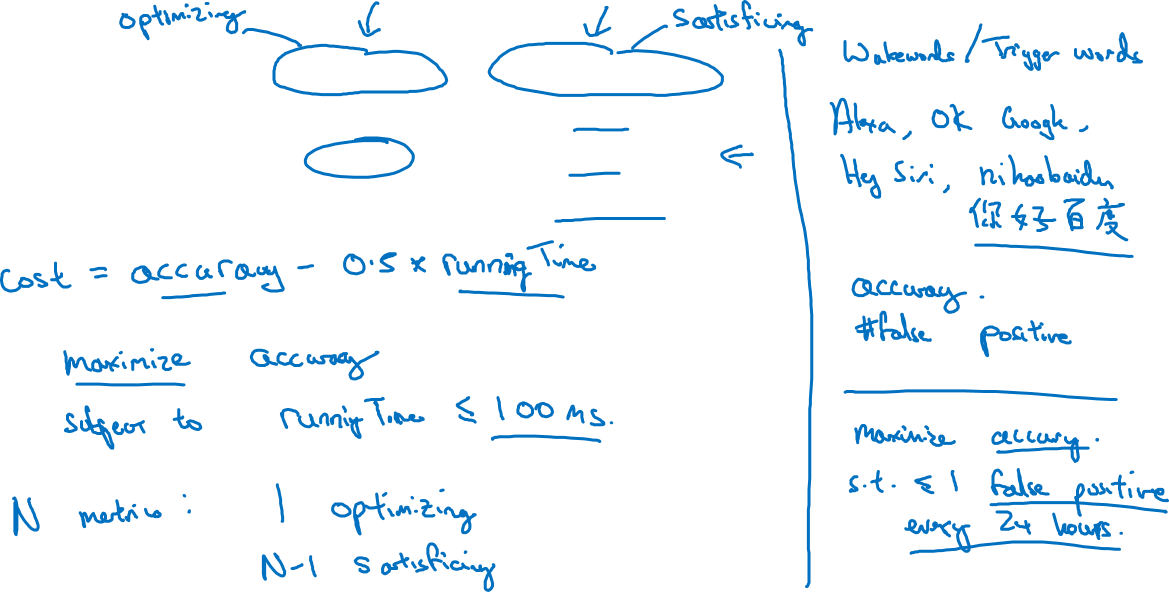 optimizing
satisficing
cost = accuracy - 0.5 x runningTime
maximize accuracy
subject to runningTime ≤ 100 ms.
N metrics: 1 optimizing
N-1 satisficing
Wakewords / Trigger words
Alexa, OK Google,
Hey Siri, nihaobaidu
你好百度
accuracy.
#false positive
maximize accuracy.
s.t. ≤ 1 false positive
every 24 hours.